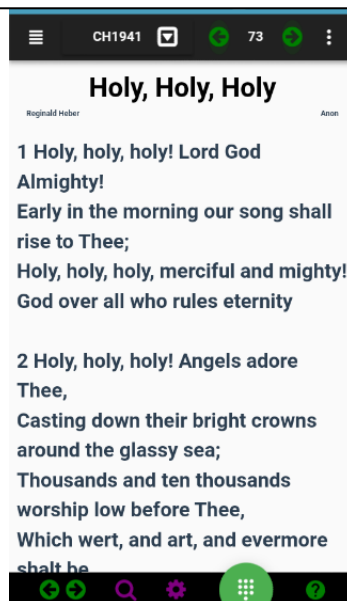 CH1941 73
Holy, Holy, Holy
Reginald Heber Anon
1 Holy, holy, holy! Lord God
Almighty!
Early in the morning our song shall
rise to Thee;
Holy, holy, holy, merciful and mighty!
God over all who rules eternity
2 Holy, holy, holy! Angels adore
Thee,
Casting down their bright crowns
around the glassy sea;
Thousands and ten thousands
worship low before Thee,
Which wert, and art, and evermore
shalt be